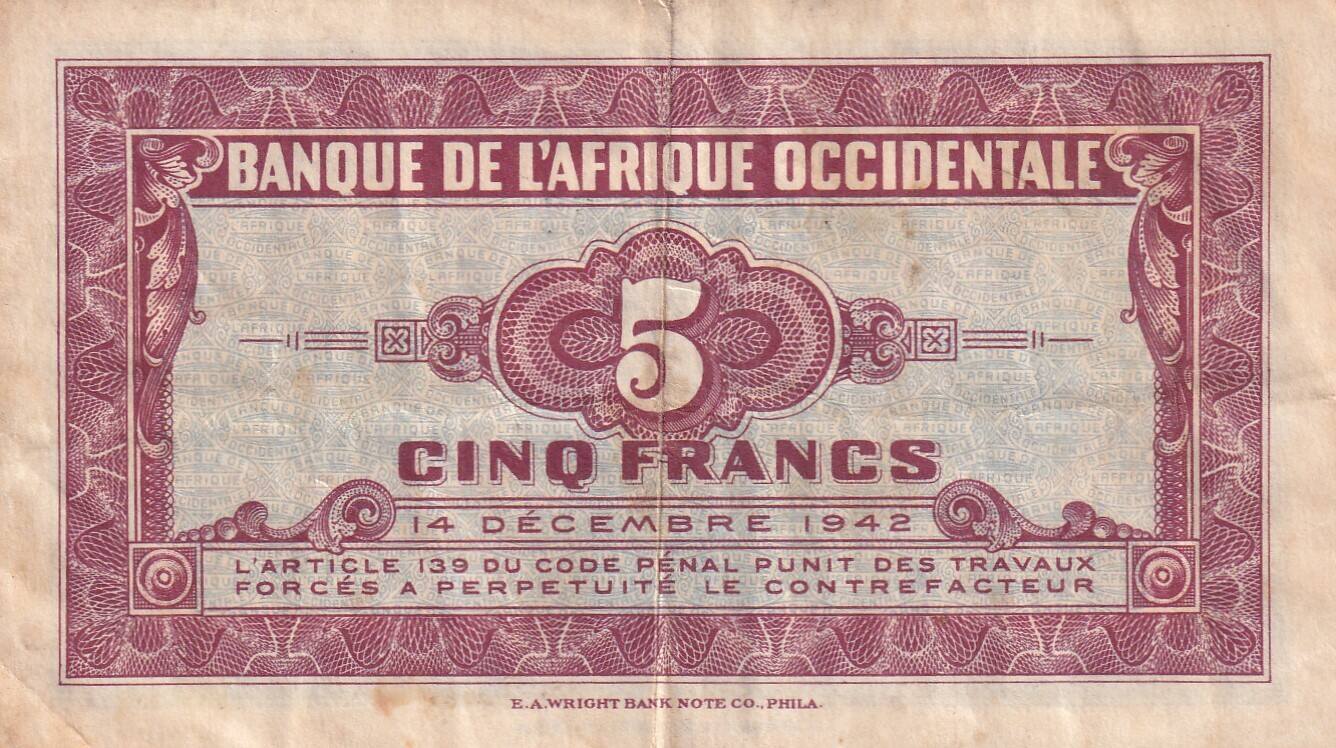 BANQUE DE L'AFRIQUE OCCIDENTALE
5
CINQ FRANCS
14 DÉCEMBRE 1942
L'ARTICLE 139 DU CODE PÉNAL PUNIT DES TRAVAUX
FORCÉS A PERPETUITÉ LE CONTREFACTEUR
E.A.WRIGHT BANK NOTE CO., PHILA.